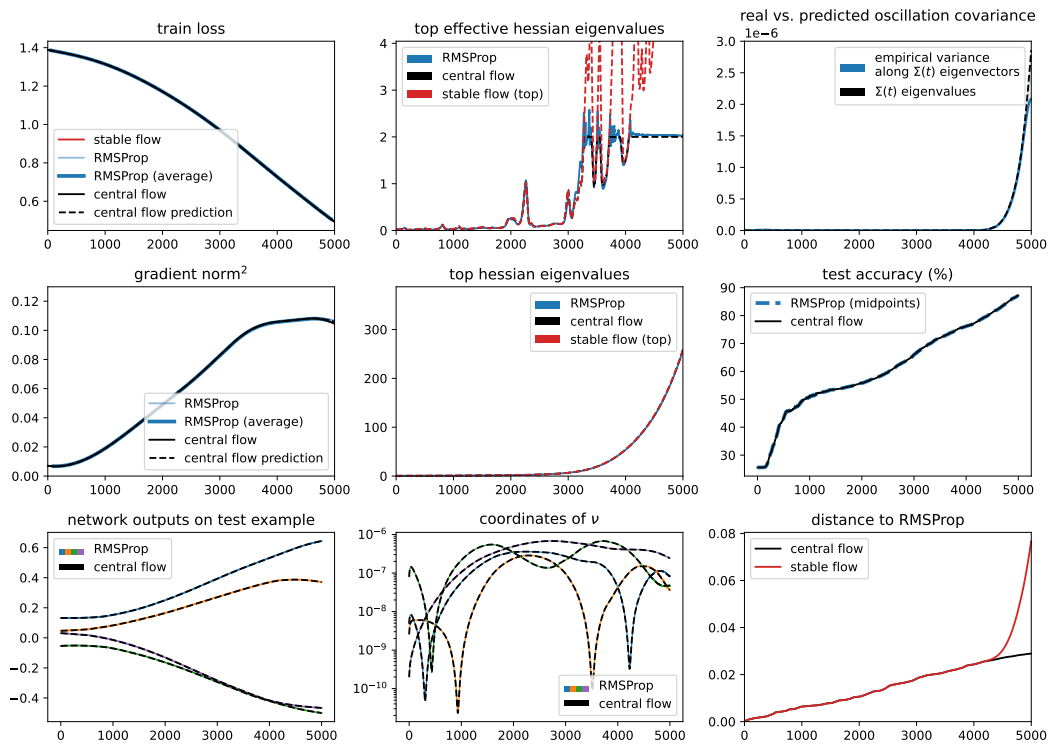 train loss
1.4
1.2
1.0
0.8
0.6
stable flow
RMSProp
RMSProp (average)
central flow
central flow prediction
0 1000 2000 3000 4000 5000
top effective hessian eigenvalues
4
3
2
1
0
RMSProp
central flow
stable flow (top)
0 1000 2000 3000 4000 5000
real vs. predicted oscillation covariance
1e−6
3.0
2.5
2.0
1.5
1.0
0.5
0.0
empirical variance
along Σ(t) eigenvectors
Σ(t) eigenvalues
0 1000 2000 3000 4000 5000
gradient norm²
0.12
0.10
0.08
0.06
0.04
0.02
0.00
RMSProp
RMSProp (average)
central flow
central flow prediction
0 1000 2000 3000 4000 5000
top hessian eigenvalues
300
200
100
0
RMSProp
central flow
stable flow (top)
0 1000 2000 3000 4000 5000
test accuracy (%)
90
80
70
60
50
40
30
RMSProp (midpoints)
central flow
0 1000 2000 3000 4000 5000
network outputs on test example
0.6
0.4
0.2
0.0
−0.2
−0.4
RMSProp
central flow
0 1000 2000 3000 4000 5000
coordinates of ν
10⁻⁶
10⁻⁷
10⁻⁸
10⁻⁹
10⁻¹⁰
RMSProp
central flow
0 1000 2000 3000 4000 5000
distance to RMSProp
0.08
0.06
0.04
0.02
0.00
central flow
stable flow
0 1000 2000 3000 4000 5000